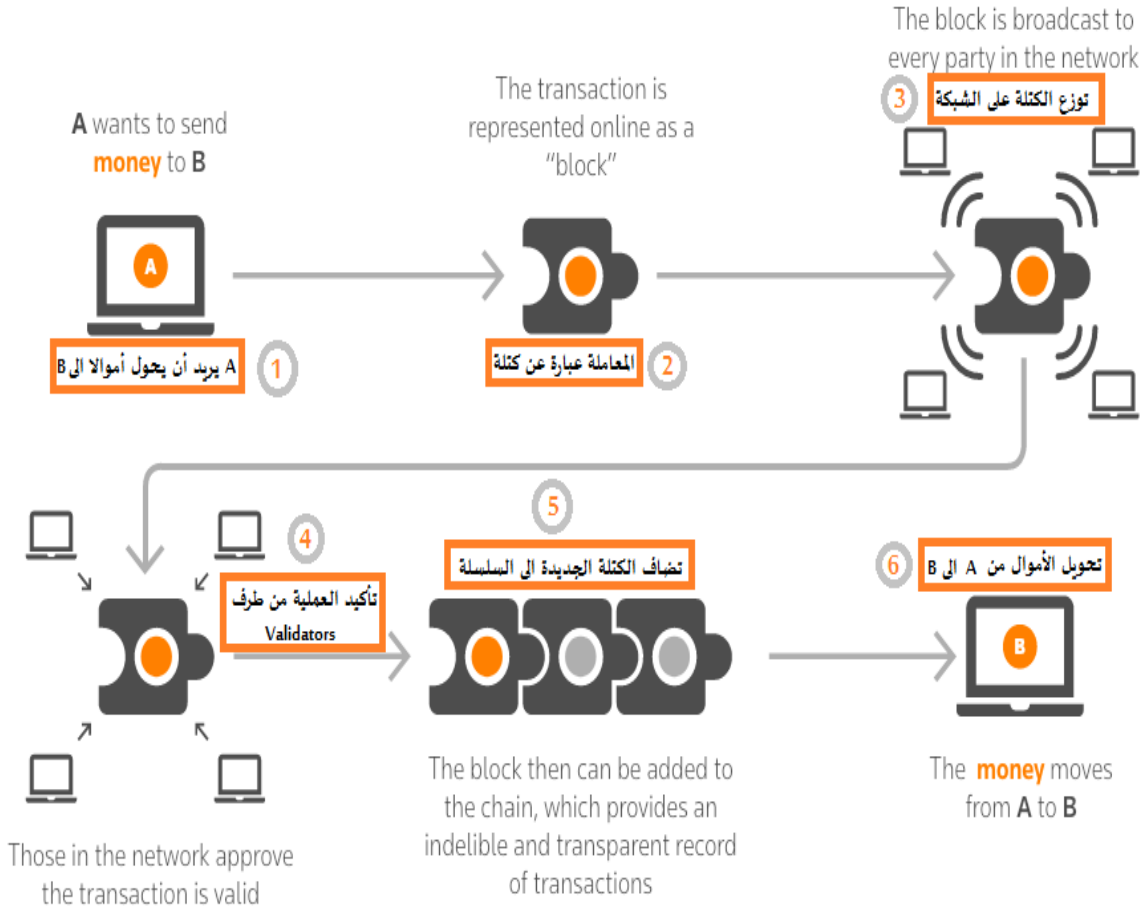 A wants to send
money to B
A
A يريد أن يحول أموالا الى B
1
The transaction is
represented online as a
“block”
المعاملة عبارة عن كتلة
2
The block is broadcast to
every party in the network
3
توزع الكتلة على الشبكة
4
تأكيد العملية من طرف
Validators
Those in the network approve
the transaction is valid
5
تضاف الكتلة الجديدة الى السلسلة
The block then can be added to
the chain, which provides an
indelible and transparent record
of transactions
6
تحويل الأموال من A الى B
B
The money moves
from A to B